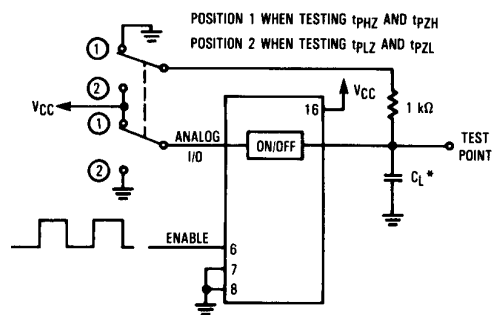 POSITION 1 WHEN TESTING tPHZ AND tPZH
POSITION 2 WHEN TESTING tPLZ AND tPZL
1
2
VCC
1
2
VCC
16
1 kΩ
ANALOG
I/O
ON/OFF
TEST
POINT
CL*
ENABLE
6
7
8